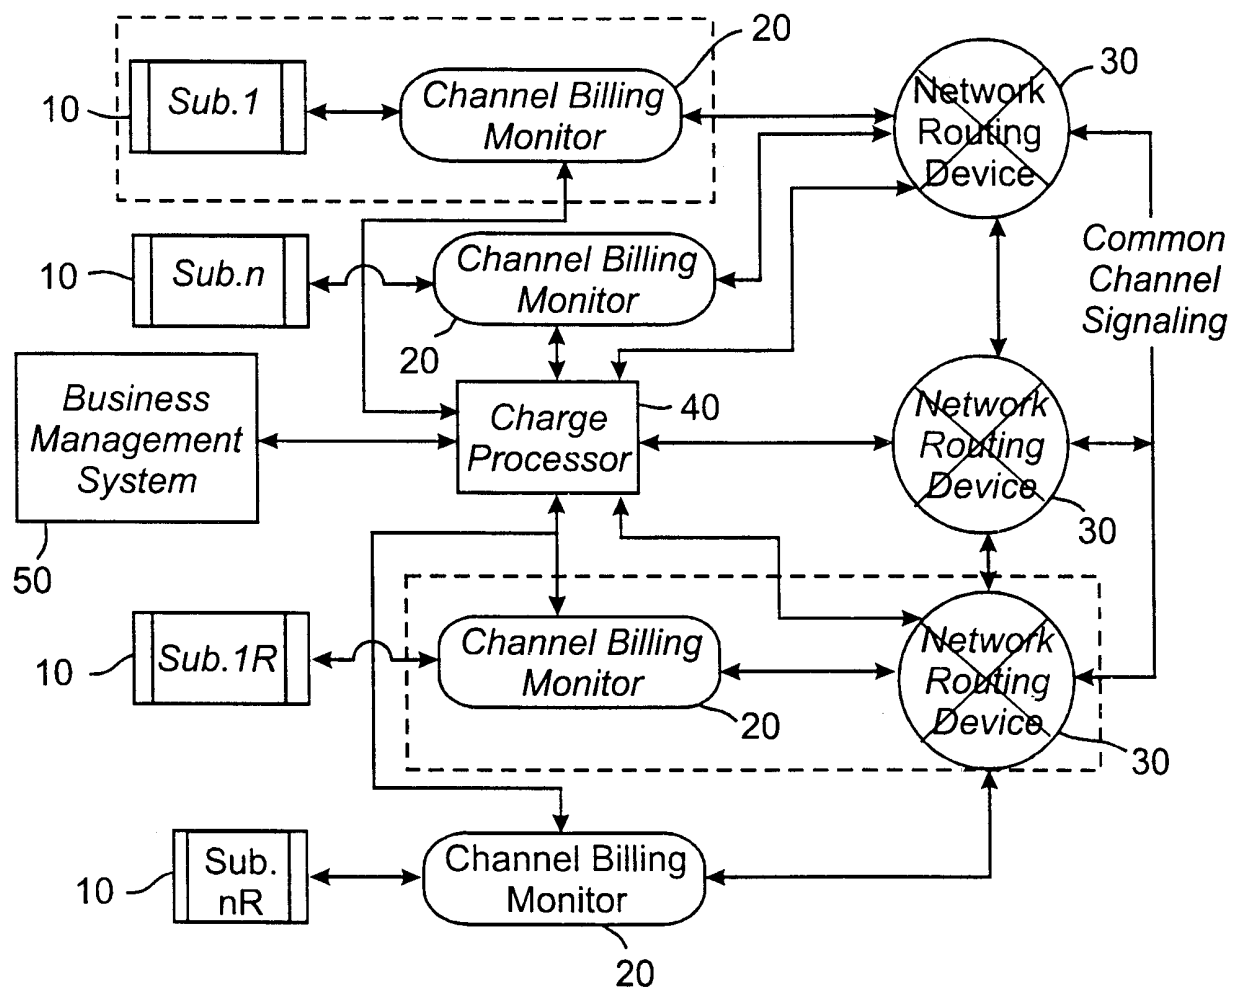 20
10
Sub.1
Channel Billing
Monitor
30
Network
Routing
Device
10
Sub.n
Channel Billing
Monitor
20
Common
Channel
Signaling
50
Business
Management
System
Charge
Processor
40
Network
Routing
Device
30
10
Sub.1R
Channel Billing
Monitor
20
Network
Routing
Device
30
10
Sub.
nR
Channel Billing
Monitor
20